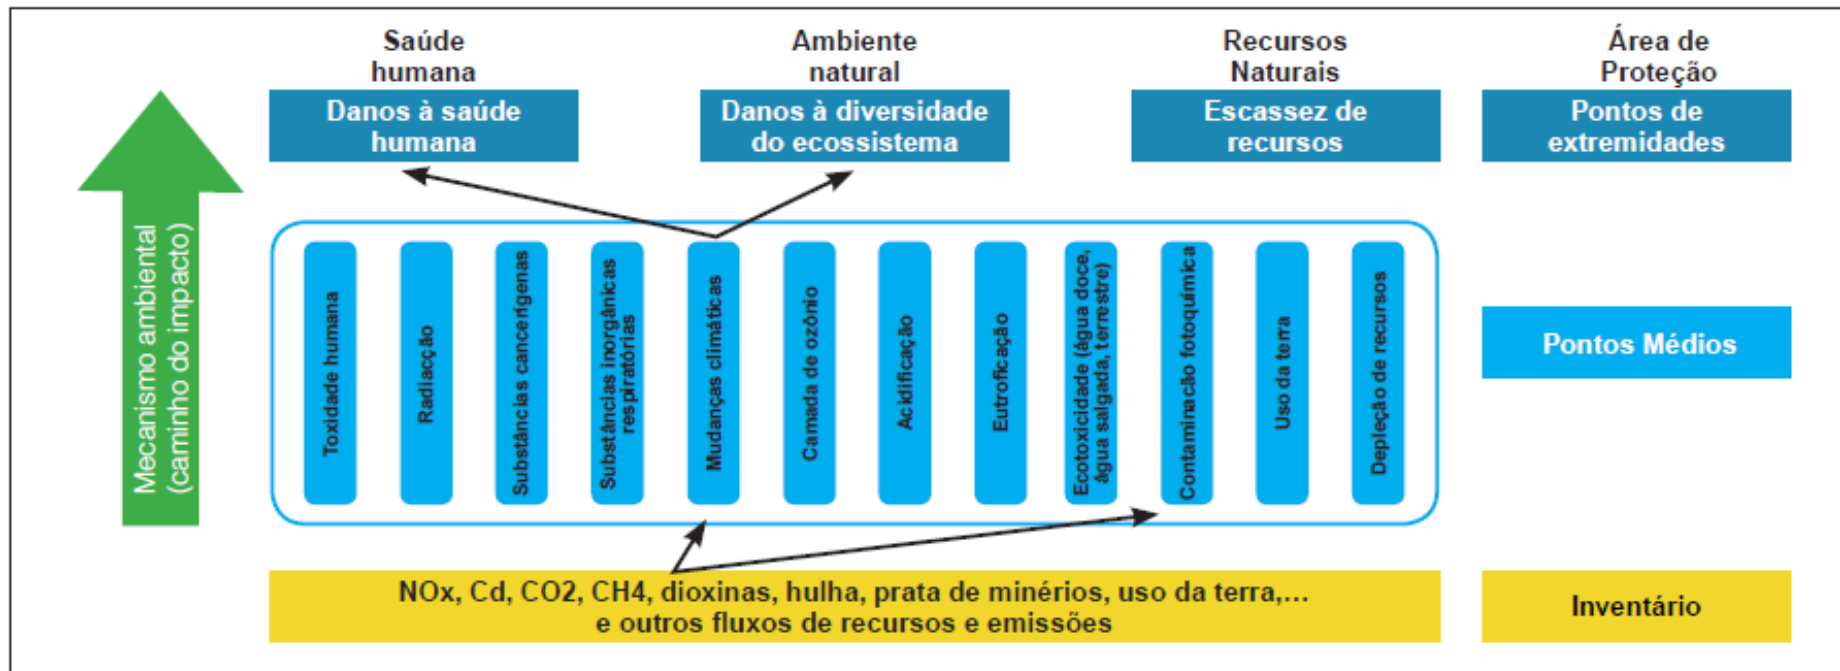 Saúde
humana
Ambiente
natural
Recursos
Naturais
Área de
Proteção
Danos à saúde
humana
Danos à diversidade
do ecossistema
Escassez de
recursos
Pontos de
extremidades
Mecanismo ambiental
(caminho do impacto)
Toxidade humana
Radiacção
Substâncias cancerígenas
Substâncias inorgânicas
respiratórias
Mudanças climáticas
Camada de ozônio
Acidificação
Eutroficação
Ecotoxicidade (água doce,
água salgada, terrestre)
Contaminacão fotoquímica
Uso da terra
Depleção de recursos
Pontos Médios
NOx, Cd, CO2, CH4, dioxinas, hulha, prata de minérios, uso da terra,...
e outros fluxos de recursos e emissões
Inventário